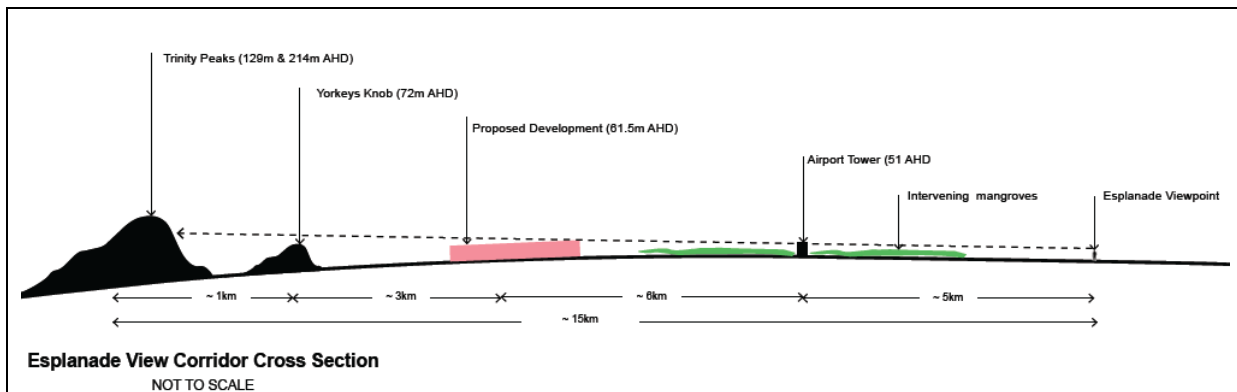 Trinity Peaks (129m & 214m AHD)
Yorkeys Knob (72m AHD)
Proposed Development (61.5m AHD)
Airport Tower (51 AHD
Intervening mangroves
Esplanade Viewpoint
~ 1km
~ 3km
~ 6km
~ 5km
~ 15km
Esplanade View Corridor Cross Section
NOT TO SCALE